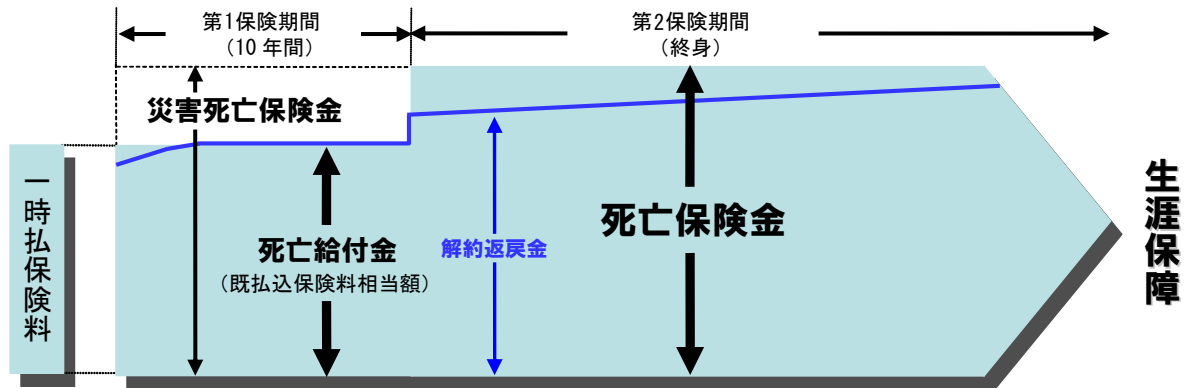 第1保険期間
（10年間）
第2保険期間
（終身）
災害死亡保険金
一時払保険料
死亡給付金
（既払込保険料相当額）
解約返戻金
死亡保険金
生涯保障